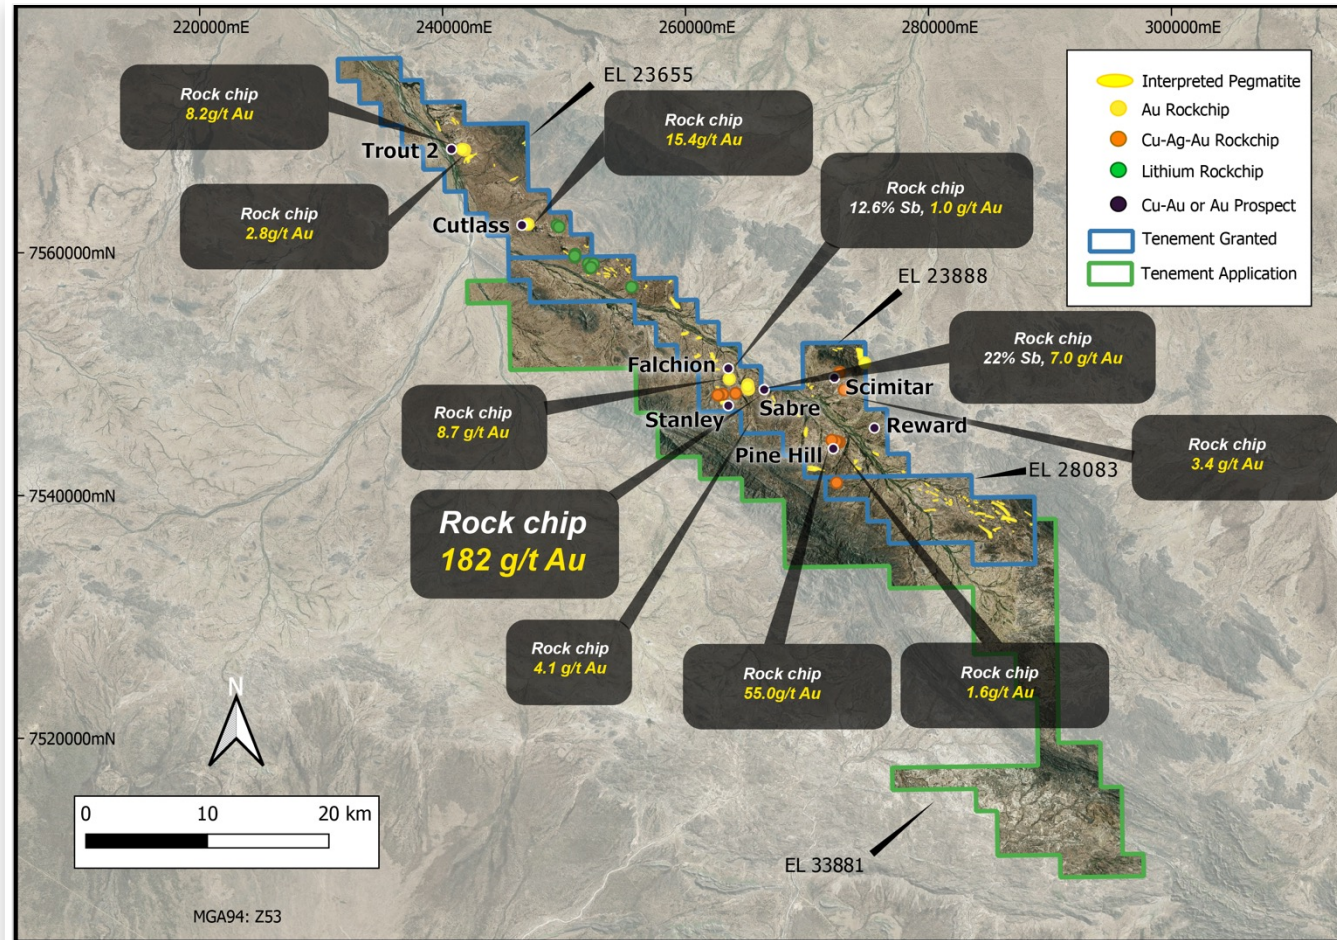 220000mE
240000mE
260000mE
280000mE
300000mE
Interpreted Pegmatite
Au Rockchip
Cu-Ag-Au Rockchip
Lithium Rockchip
Cu-Au or Au Prospect
Tenement Granted
Tenement Application
EL 23655
Rock chip
8.2g/t Au
Rock chip
15.4g/t Au
Trout 2
Rock chip
12.6% Sb, 1.0 g/t Au
Rock chip
2.8g/t Au
Cutlass
7560000mN
EL 23888
Rock chip
22% Sb, 7.0 g/t Au
Falchion
Scimitar
Sabre
Stanley
Reward
Rock chip
8.7 g/t Au
Pine Hill
Rock chip
3.4 g/t Au
EL 28083
7540000mN
Rock chip
182 g/t Au
Rock chip
4.1 g/t Au
Rock chip
55.0g/t Au
Rock chip
1.6g/t Au
N
7520000mN
0 10 20 km
EL 33881
MGA94: Z53